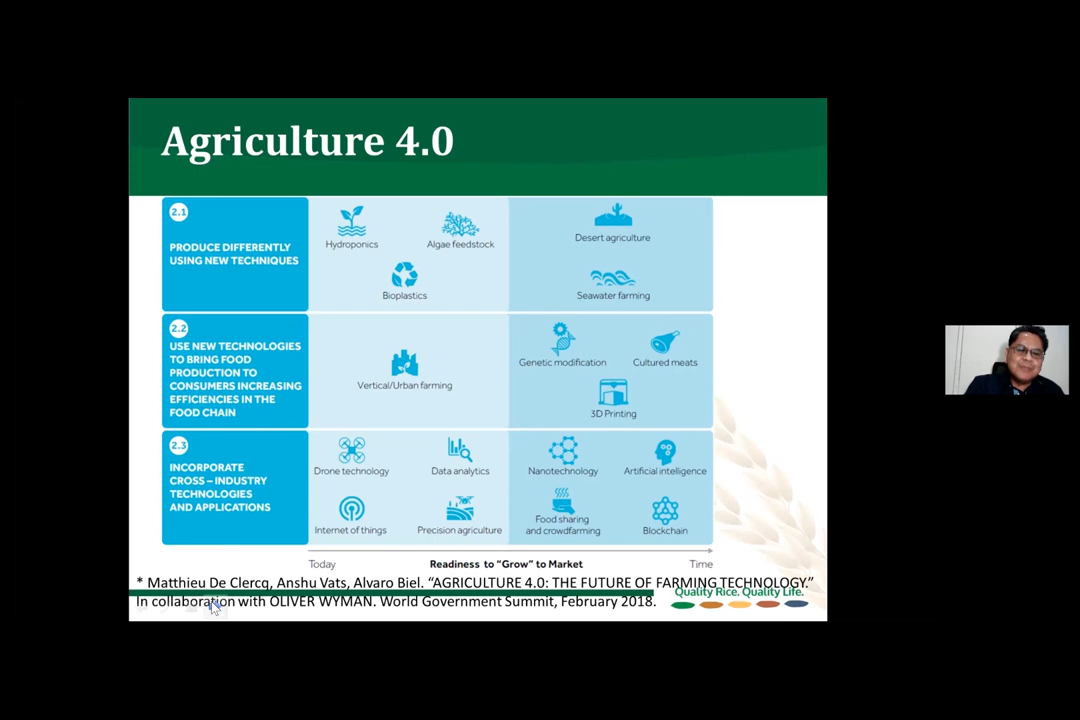 Agriculture 4.0
2.1
PRODUCE DIFFERENTLY
USING NEW TECHNIQUES
Hydroponics
Algae feedstock
Bioplastics
Desert agriculture
Seawater farming
2.2
USE NEW TECHNOLOGIES
TO BRING FOOD
PRODUCTION TO
CONSUMERS INCREASING
EFFICIENCIES IN THE
FOOD CHAIN
Vertical/Urban farming
Genetic modification
Cultured meats
3D Printing
2.3
INCORPORATE
CROSS – INDUSTRY
TECHNOLOGIES
AND APPLICATIONS
Drone technology
Data analytics
Internet of things
Precision agriculture
Nanotechnology
Artificial intelligence
Food sharing
and crowdfarming
Blockchain
Today
Readiness to “Grow” to Market
Time
* Matthieu De Clercq, Anshu Vats, Alvaro Biel. “AGRICULTURE 4.0: THE FUTURE OF FARMING TECHNOLOGY.”
In collaboration with OLIVER WYMAN. World Government Summit, February 2018.
Quality Rice. Quality Life.